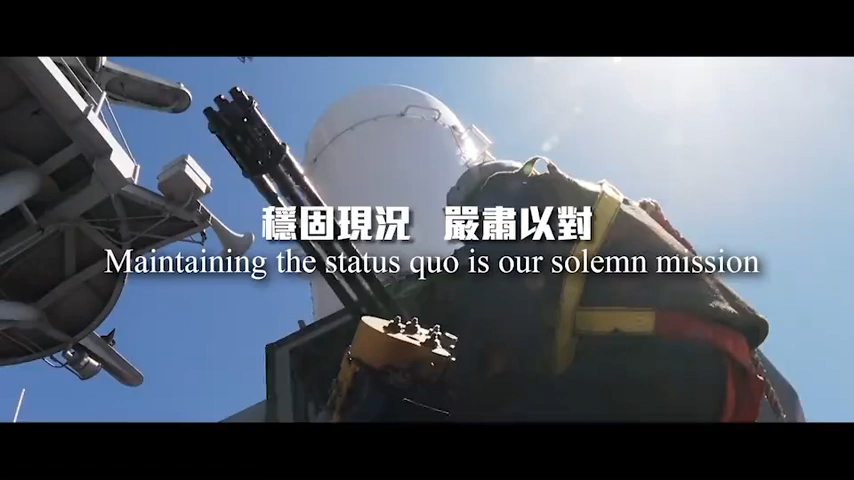 穩固現況 嚴肅以對
Maintaining the status quo is our solemn mission